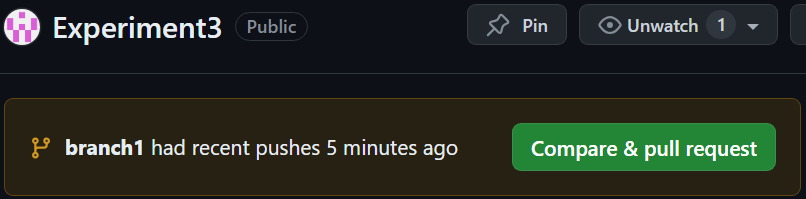 Experiment3 Public Pin Unwatch 1
branch1 had recent pushes 5 minutes ago Compare & pull request